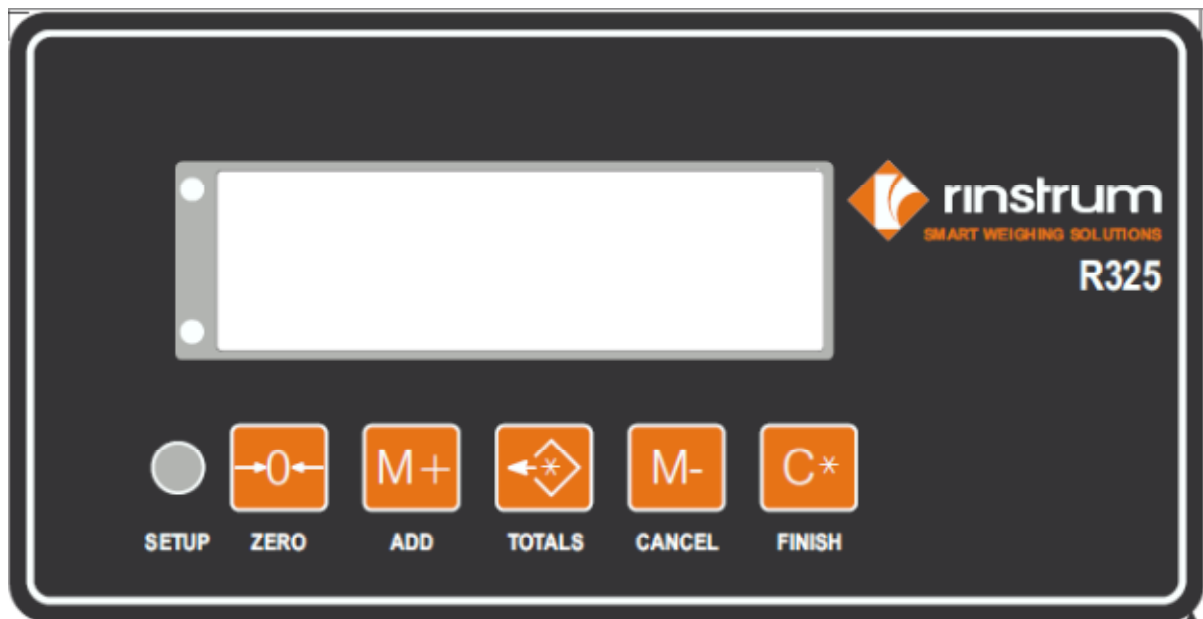 rinstrum
SMART WEIGHING SOLUTIONS
R325
→0← M+ M- C*
SETUP ZERO ADD TOTALS CANCEL FINISH